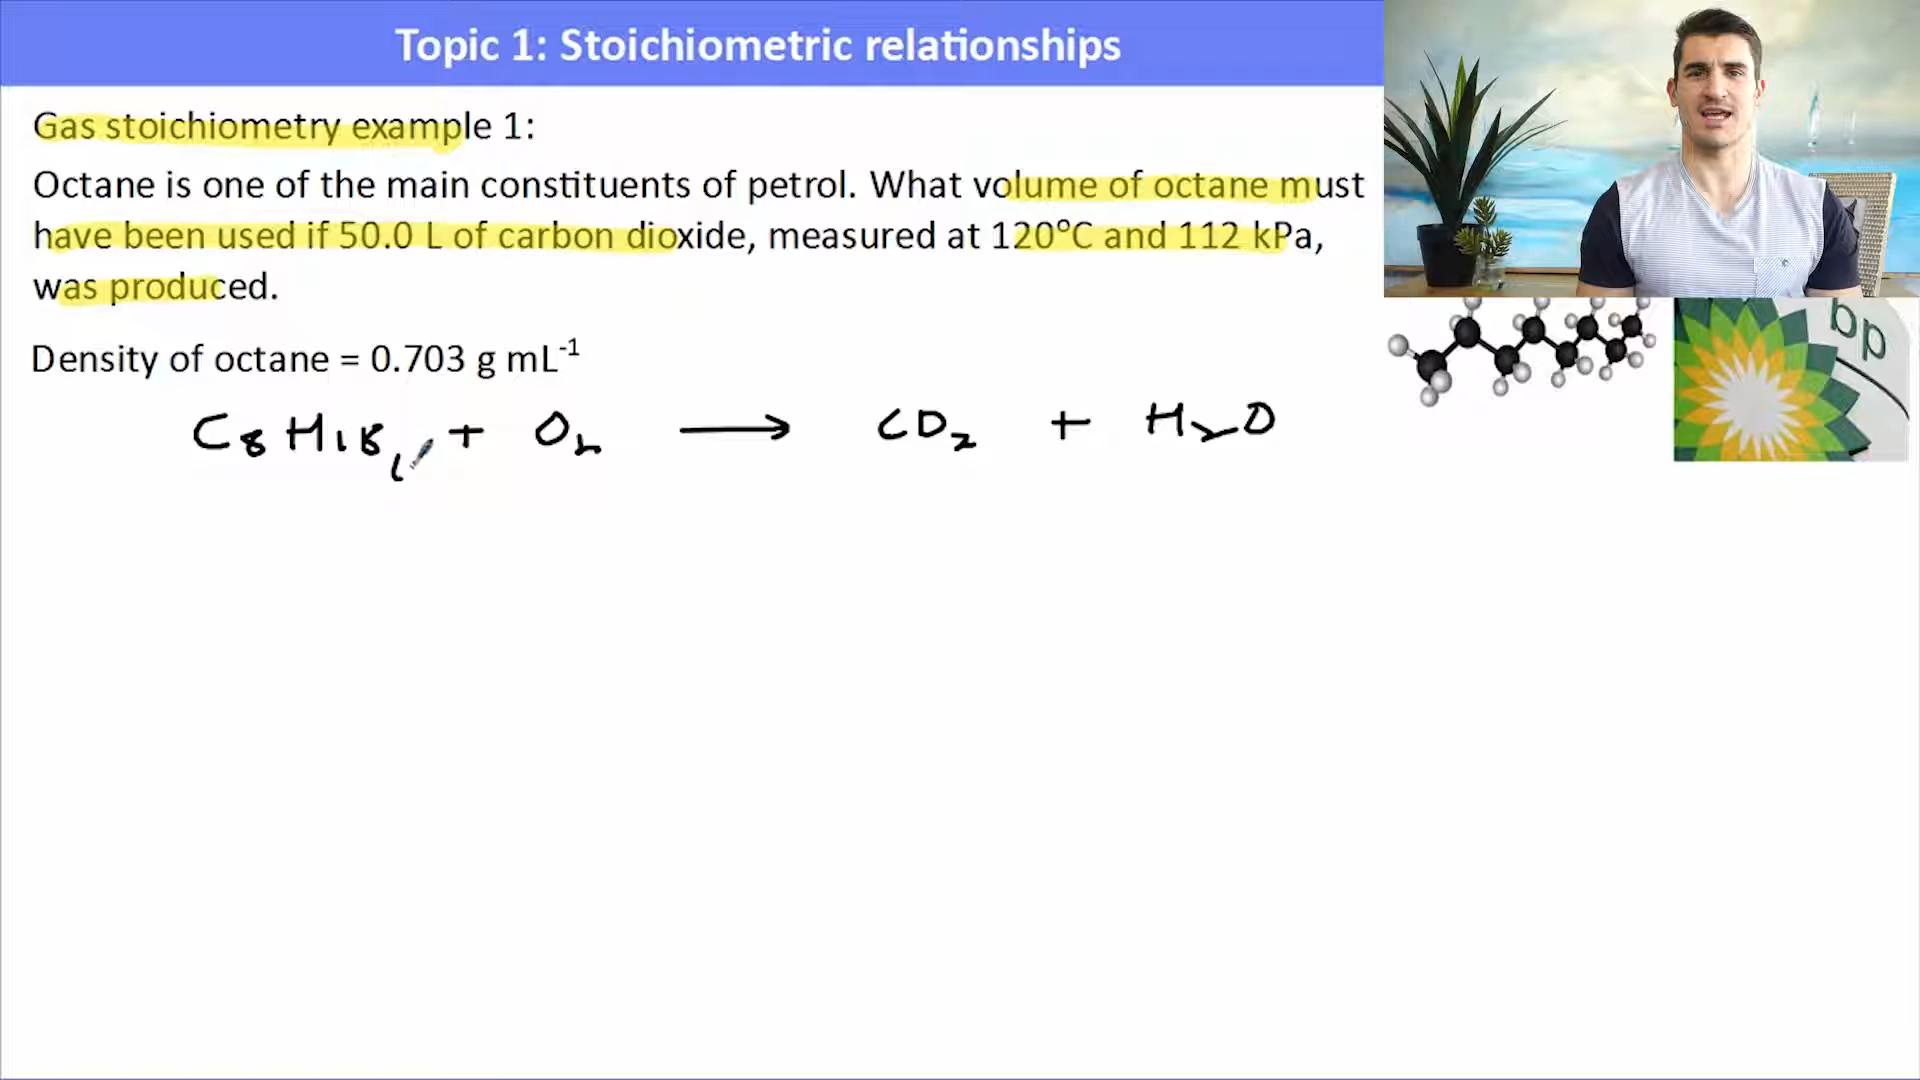 Topic 1: Stoichiometric relationships
Gas stoichiometry example 1:
Octane is one of the main constituents of petrol. What volume of octane must
have been used if 50.0 L of carbon dioxide, measured at 120°C and 112 kPa,
was produced.
Density of octane = 0.703 g mL⁻¹
C₈H₁₈₍ₗ + O₂ ⟶ CO₂ + H₂O
bp